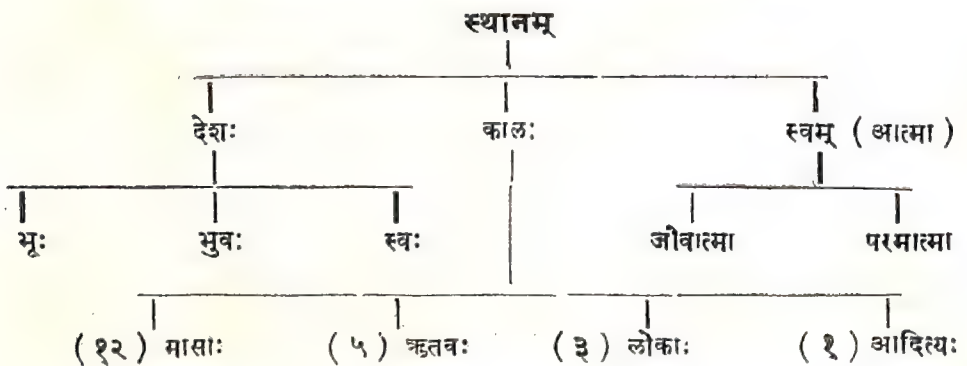 स्थानम्
देशः कालः स्वम् ( आत्मा )
भूः भुवः स्वः जीवात्मा परमात्मा
( १२ ) मासाः ( ५ ) ऋतवः ( ३ ) लोकाः ( १ ) आदित्यः